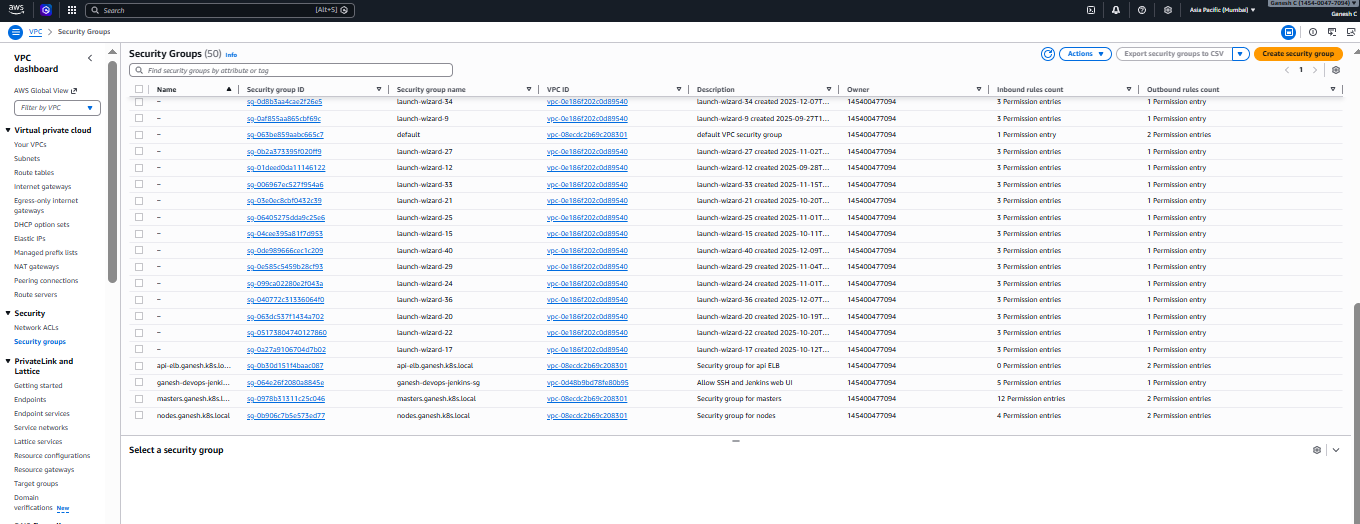 aws Search [Alt+S] Asia Pacific (Mumbai) Ganesh C (1454-0047-7094)
Ganesh C
VPC > Security Groups
VPC dashboard
AWS Global View
Filter by VPC
Virtual private cloud
Your VPCs
Subnets
Route tables
Internet gateways
Egress-only internet gateways
DHCP option sets
Elastic IPs
Managed prefix lists
NAT gateways
Peering connections
Route servers
Security
Network ACLs
Security groups
PrivateLink and Lattice
Getting started
Endpoints
Endpoint services
Service networks
Lattice services
Resource configurations
Resource gateways
Target groups
Domain verifications New
Security Groups (50) Info Actions Export security groups to CSV Create security group
Find security groups by attribute or tag 1
Name Security group ID Security group name VPC ID Description Owner Inbound rules count Outbound rules count
– sg-0d8b3aa4cae2f26e5 launch-wizard-34 vpc-0e186f202c0d89540 launch-wizard-34 created 2025-12-07T... 145400477094 3 Permission entries 1 Permission entry
– sg-0af855aa865cbf69c launch-wizard-9 vpc-0e186f202c0d89540 launch-wizard-9 created 2025-09-27T1... 145400477094 3 Permission entries 1 Permission entry
– sg-063be859aabc665c7 default vpc-08ecdc2b69c208301 default VPC security group 145400477094 1 Permission entry 2 Permission entries
– sg-0b2a373395f020ff9 launch-wizard-27 vpc-0e186f202c0d89540 launch-wizard-27 created 2025-11-02T... 145400477094 3 Permission entries 1 Permission entry
– sg-01deed0da11146122 launch-wizard-12 vpc-0e186f202c0d89540 launch-wizard-12 created 2025-09-28T... 145400477094 3 Permission entries 1 Permission entry
– sg-006967ec527f954a6 launch-wizard-33 vpc-0e186f202c0d89540 launch-wizard-33 created 2025-11-15T... 145400477094 3 Permission entries 1 Permission entry
– sg-03e0ec8cbf0432c39 launch-wizard-21 vpc-0e186f202c0d89540 launch-wizard-21 created 2025-10-20T... 145400477094 3 Permission entries 1 Permission entry
– sg-06405275dda9c25e6 launch-wizard-25 vpc-0e186f202c0d89540 launch-wizard-25 created 2025-11-01T... 145400477094 3 Permission entries 1 Permission entry
– sg-04cee395a81f7d953 launch-wizard-15 vpc-0e186f202c0d89540 launch-wizard-15 created 2025-10-11T... 145400477094 3 Permission entries 1 Permission entry
– sg-0de989666cec1c209 launch-wizard-40 vpc-0e186f202c0d89540 launch-wizard-40 created 2025-12-09T... 145400477094 3 Permission entries 1 Permission entry
– sg-0e585c5459b28cf93 launch-wizard-29 vpc-0e186f202c0d89540 launch-wizard-29 created 2025-11-04T... 145400477094 3 Permission entries 1 Permission entry
– sg-099ca02280e2f043a launch-wizard-24 vpc-0e186f202c0d89540 launch-wizard-24 created 2025-11-01T... 145400477094 3 Permission entries 1 Permission entry
– sg-040772c31336064f0 launch-wizard-36 vpc-0e186f202c0d89540 launch-wizard-36 created 2025-12-07T... 145400477094 3 Permission entries 1 Permission entry
– sg-063dc537f1434a702 launch-wizard-20 vpc-0e186f202c0d89540 launch-wizard-20 created 2025-10-19T... 145400477094 3 Permission entries 1 Permission entry
– sg-05173804740127860 launch-wizard-22 vpc-0e186f202c0d89540 launch-wizard-22 created 2025-10-20T... 145400477094 3 Permission entries 1 Permission entry
– sg-0a27a9106704d7b02 launch-wizard-17 vpc-0e186f202c0d89540 launch-wizard-17 created 2025-10-12T... 145400477094 3 Permission entries 1 Permission entry
api-elb.ganesh.k8s.lo... sg-0b30d151f4baac087 api-elb.ganesh.k8s.local vpc-08ecdc2b69c208301 Security group for api ELB 145400477094 0 Permission entries 2 Permission entries
ganesh-devops-jenki... sg-064e26f2080a8845e ganesh-devops-jenkins-sg vpc-0d48b9bd78fe80b95 Allow SSH and Jenkins web UI 145400477094 5 Permission entries 1 Permission entry
masters.ganesh.k8s.l... sg-0978b31311c25c046 masters.ganesh.k8s.local vpc-08ecdc2b69c208301 Security group for masters 145400477094 12 Permission entries 2 Permission entries
nodes.ganesh.k8s.local sg-0b906c7b5e573ed77 nodes.ganesh.k8s.local vpc-08ecdc2b69c208301 Security group for nodes 145400477094 4 Permission entries 2 Permission entries
Select a security group